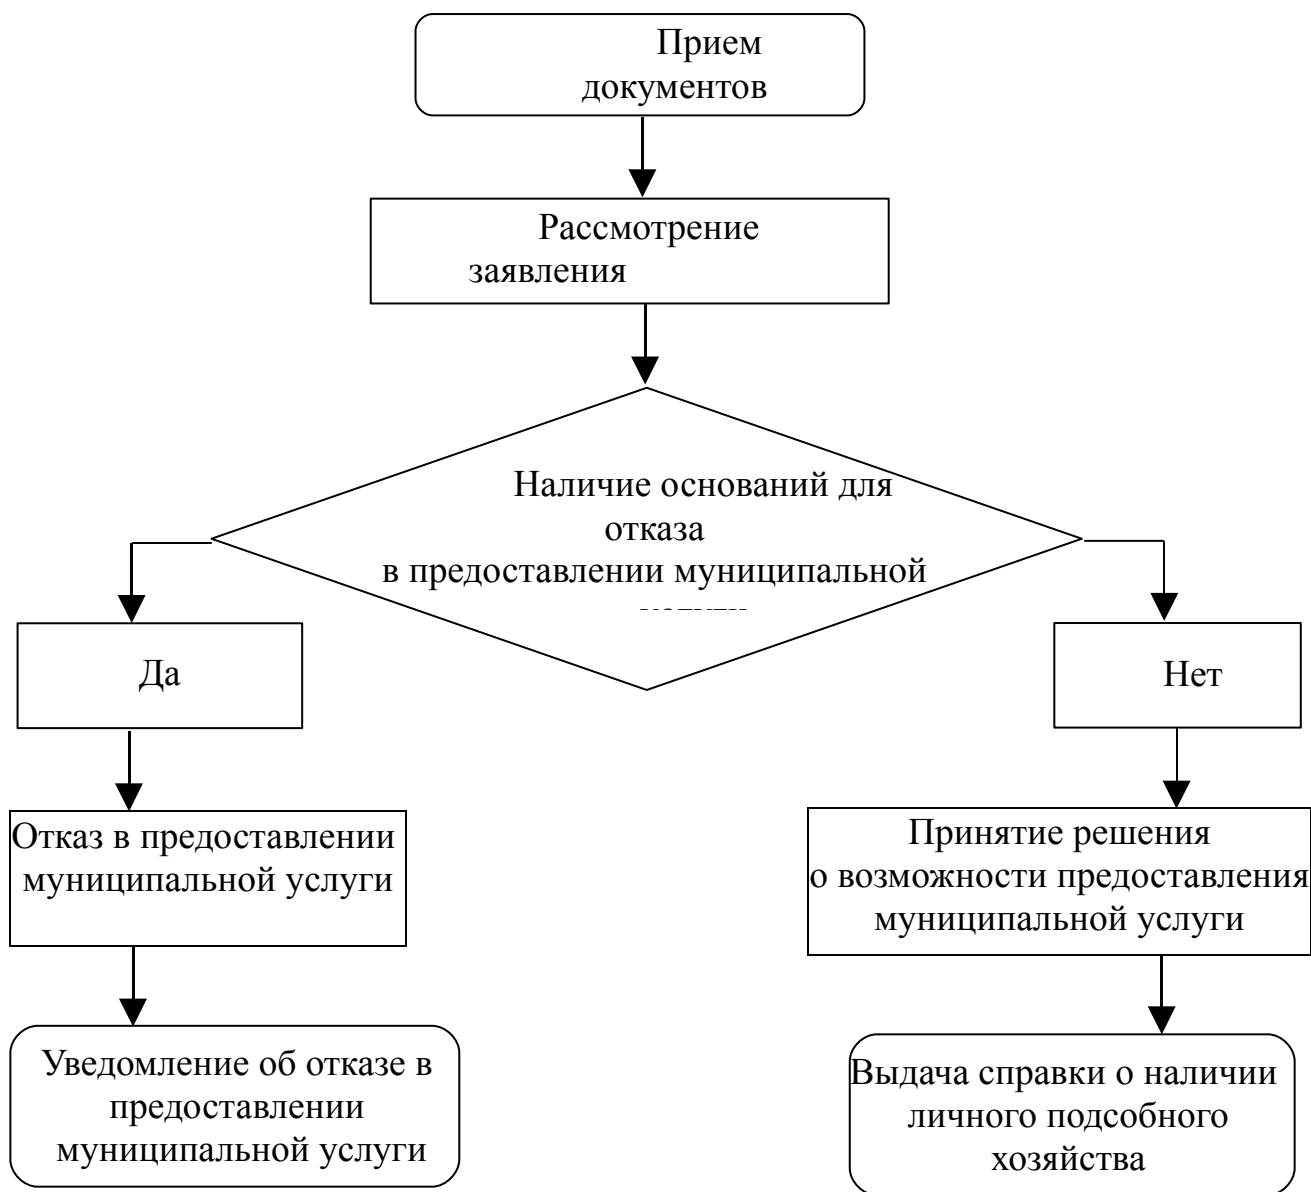 Прием
документов
Рассмотрение
заявления
Наличие оснований для
отказа
в предоставлении муниципальной
Да
Нет
Отказ в предоставлении
муниципальной услуги
Принятие решения
о возможности предоставления
муниципальной услуги
Уведомление об отказе в
предоставлении
муниципальной услуги
Выдача справки о наличии
личного подсобного
хозяйства